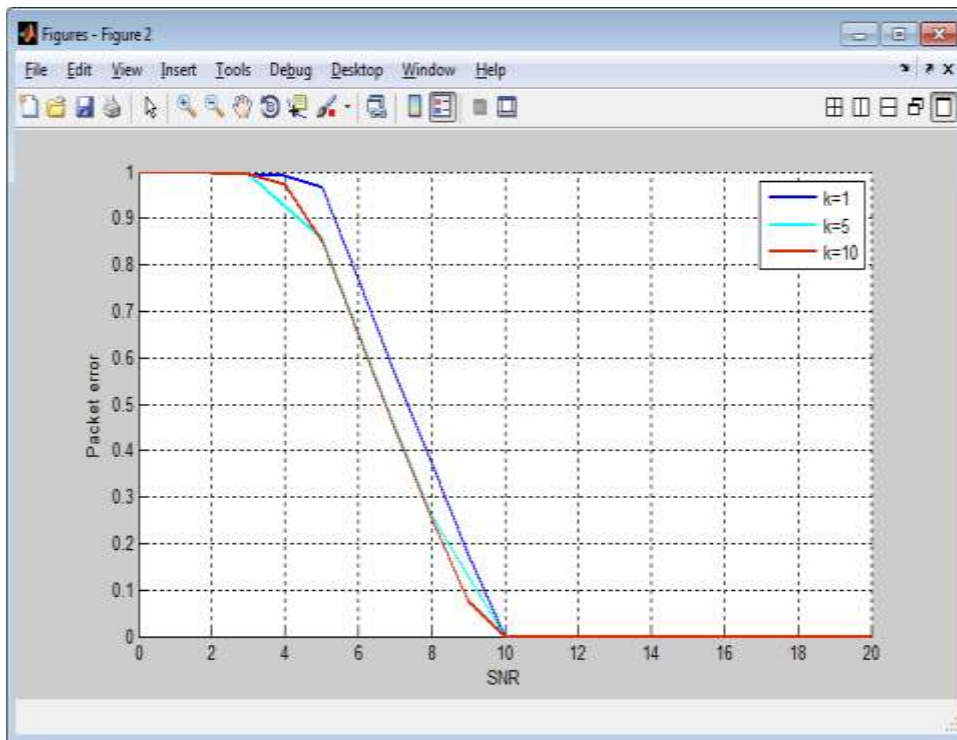 Figures - Figure 2
File Edit View Insert Tools Debug Desktop Window Help
1
0.9
0.8
0.7
0.6
0.5
0.4
0.3
0.2
0.1
0
Packet error
k=1
k=5
k=10
0 2 4 6 8 10 12 14 16 18 20
SNR